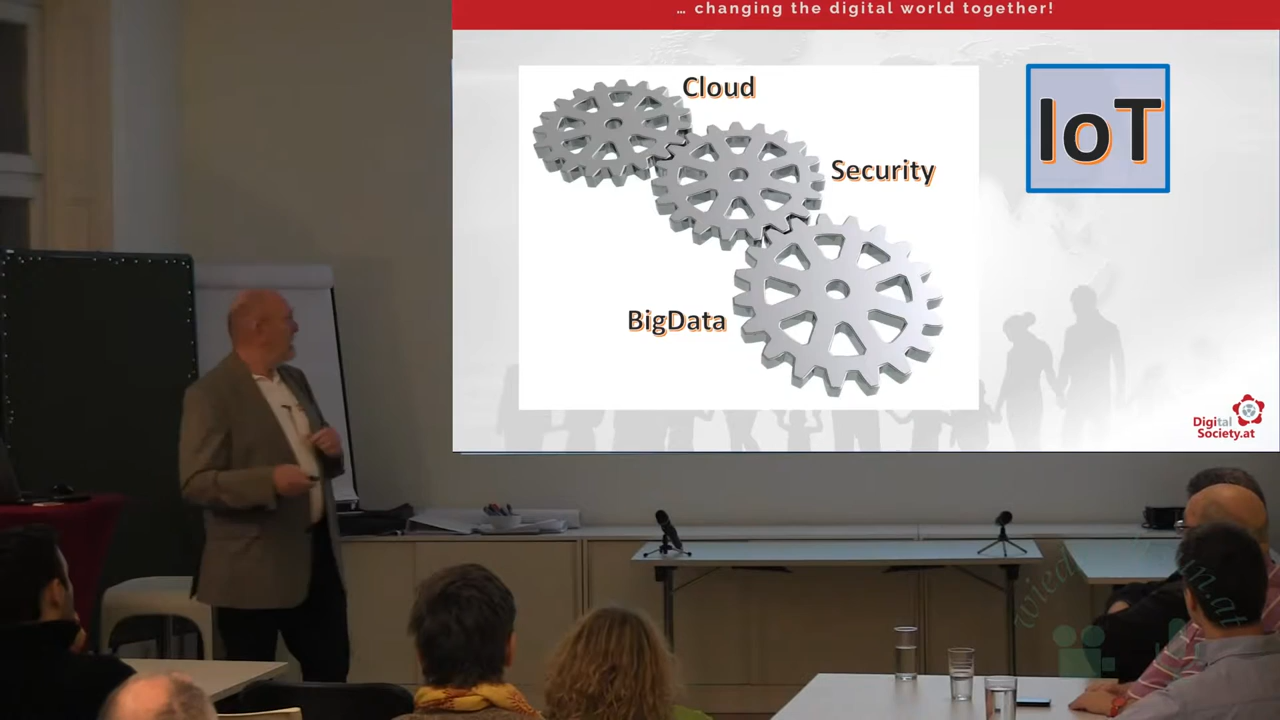 … changing the digital world together!
Cloud
IoT
Security
BigData
Digital
Society.at